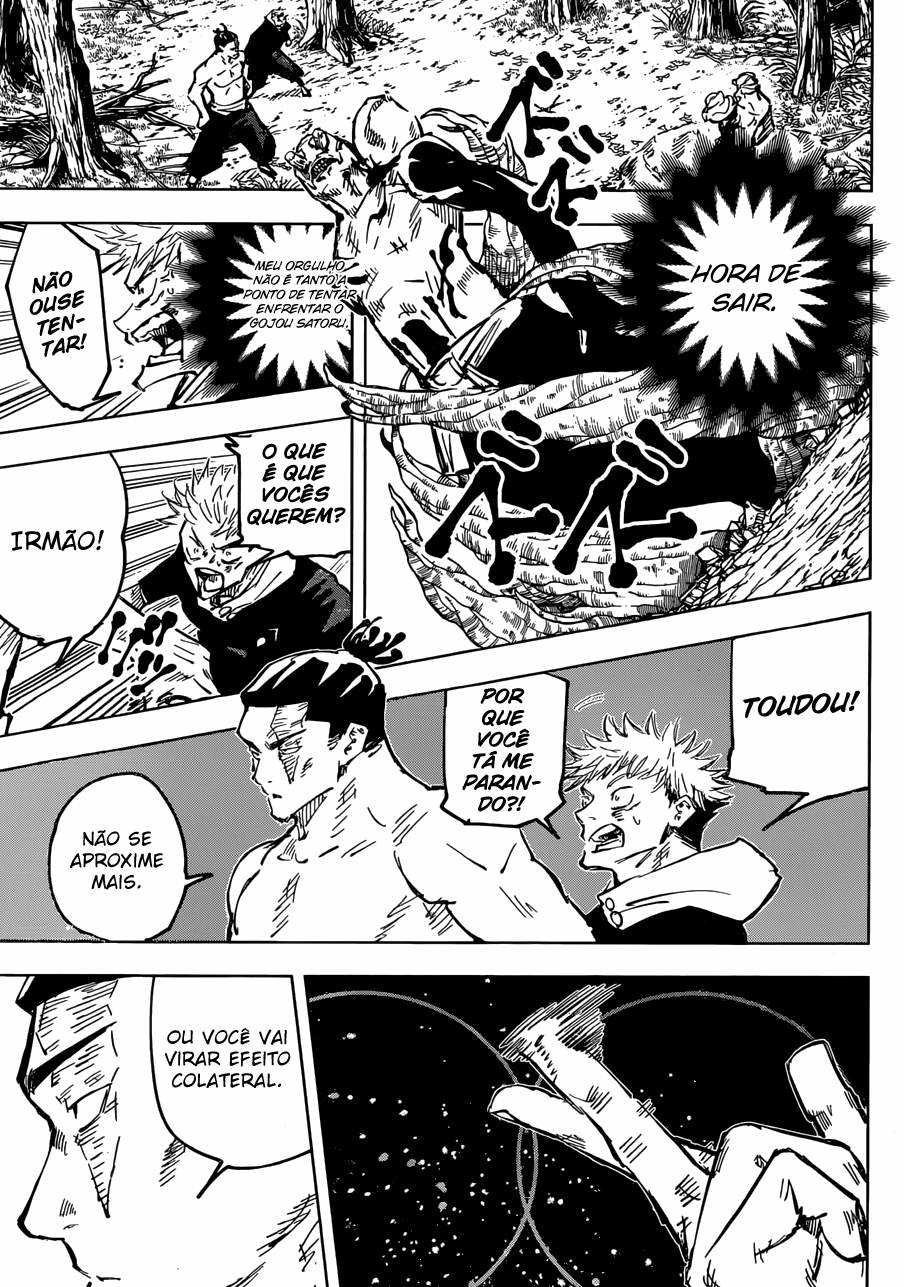 HORA DE
SAIR.
MEU ORGULHO
NÃO É TANTO A
PONTO DE TENTAR
ENFRENTAR O
GOJOU SATORU.
NÃO
OUSE
TEN-
TAR!
O QUE
É QUE
VOCÊS
QUEREM?
IRMÃO!
TOUDOU!
POR
QUE
VOCÊ
TÁ ME
PARAN-
DO?!
NÃO SE
APROXIME
MAIS.
OU VOCÊ VAI
VIRAR EFEITO
COLATERAL.